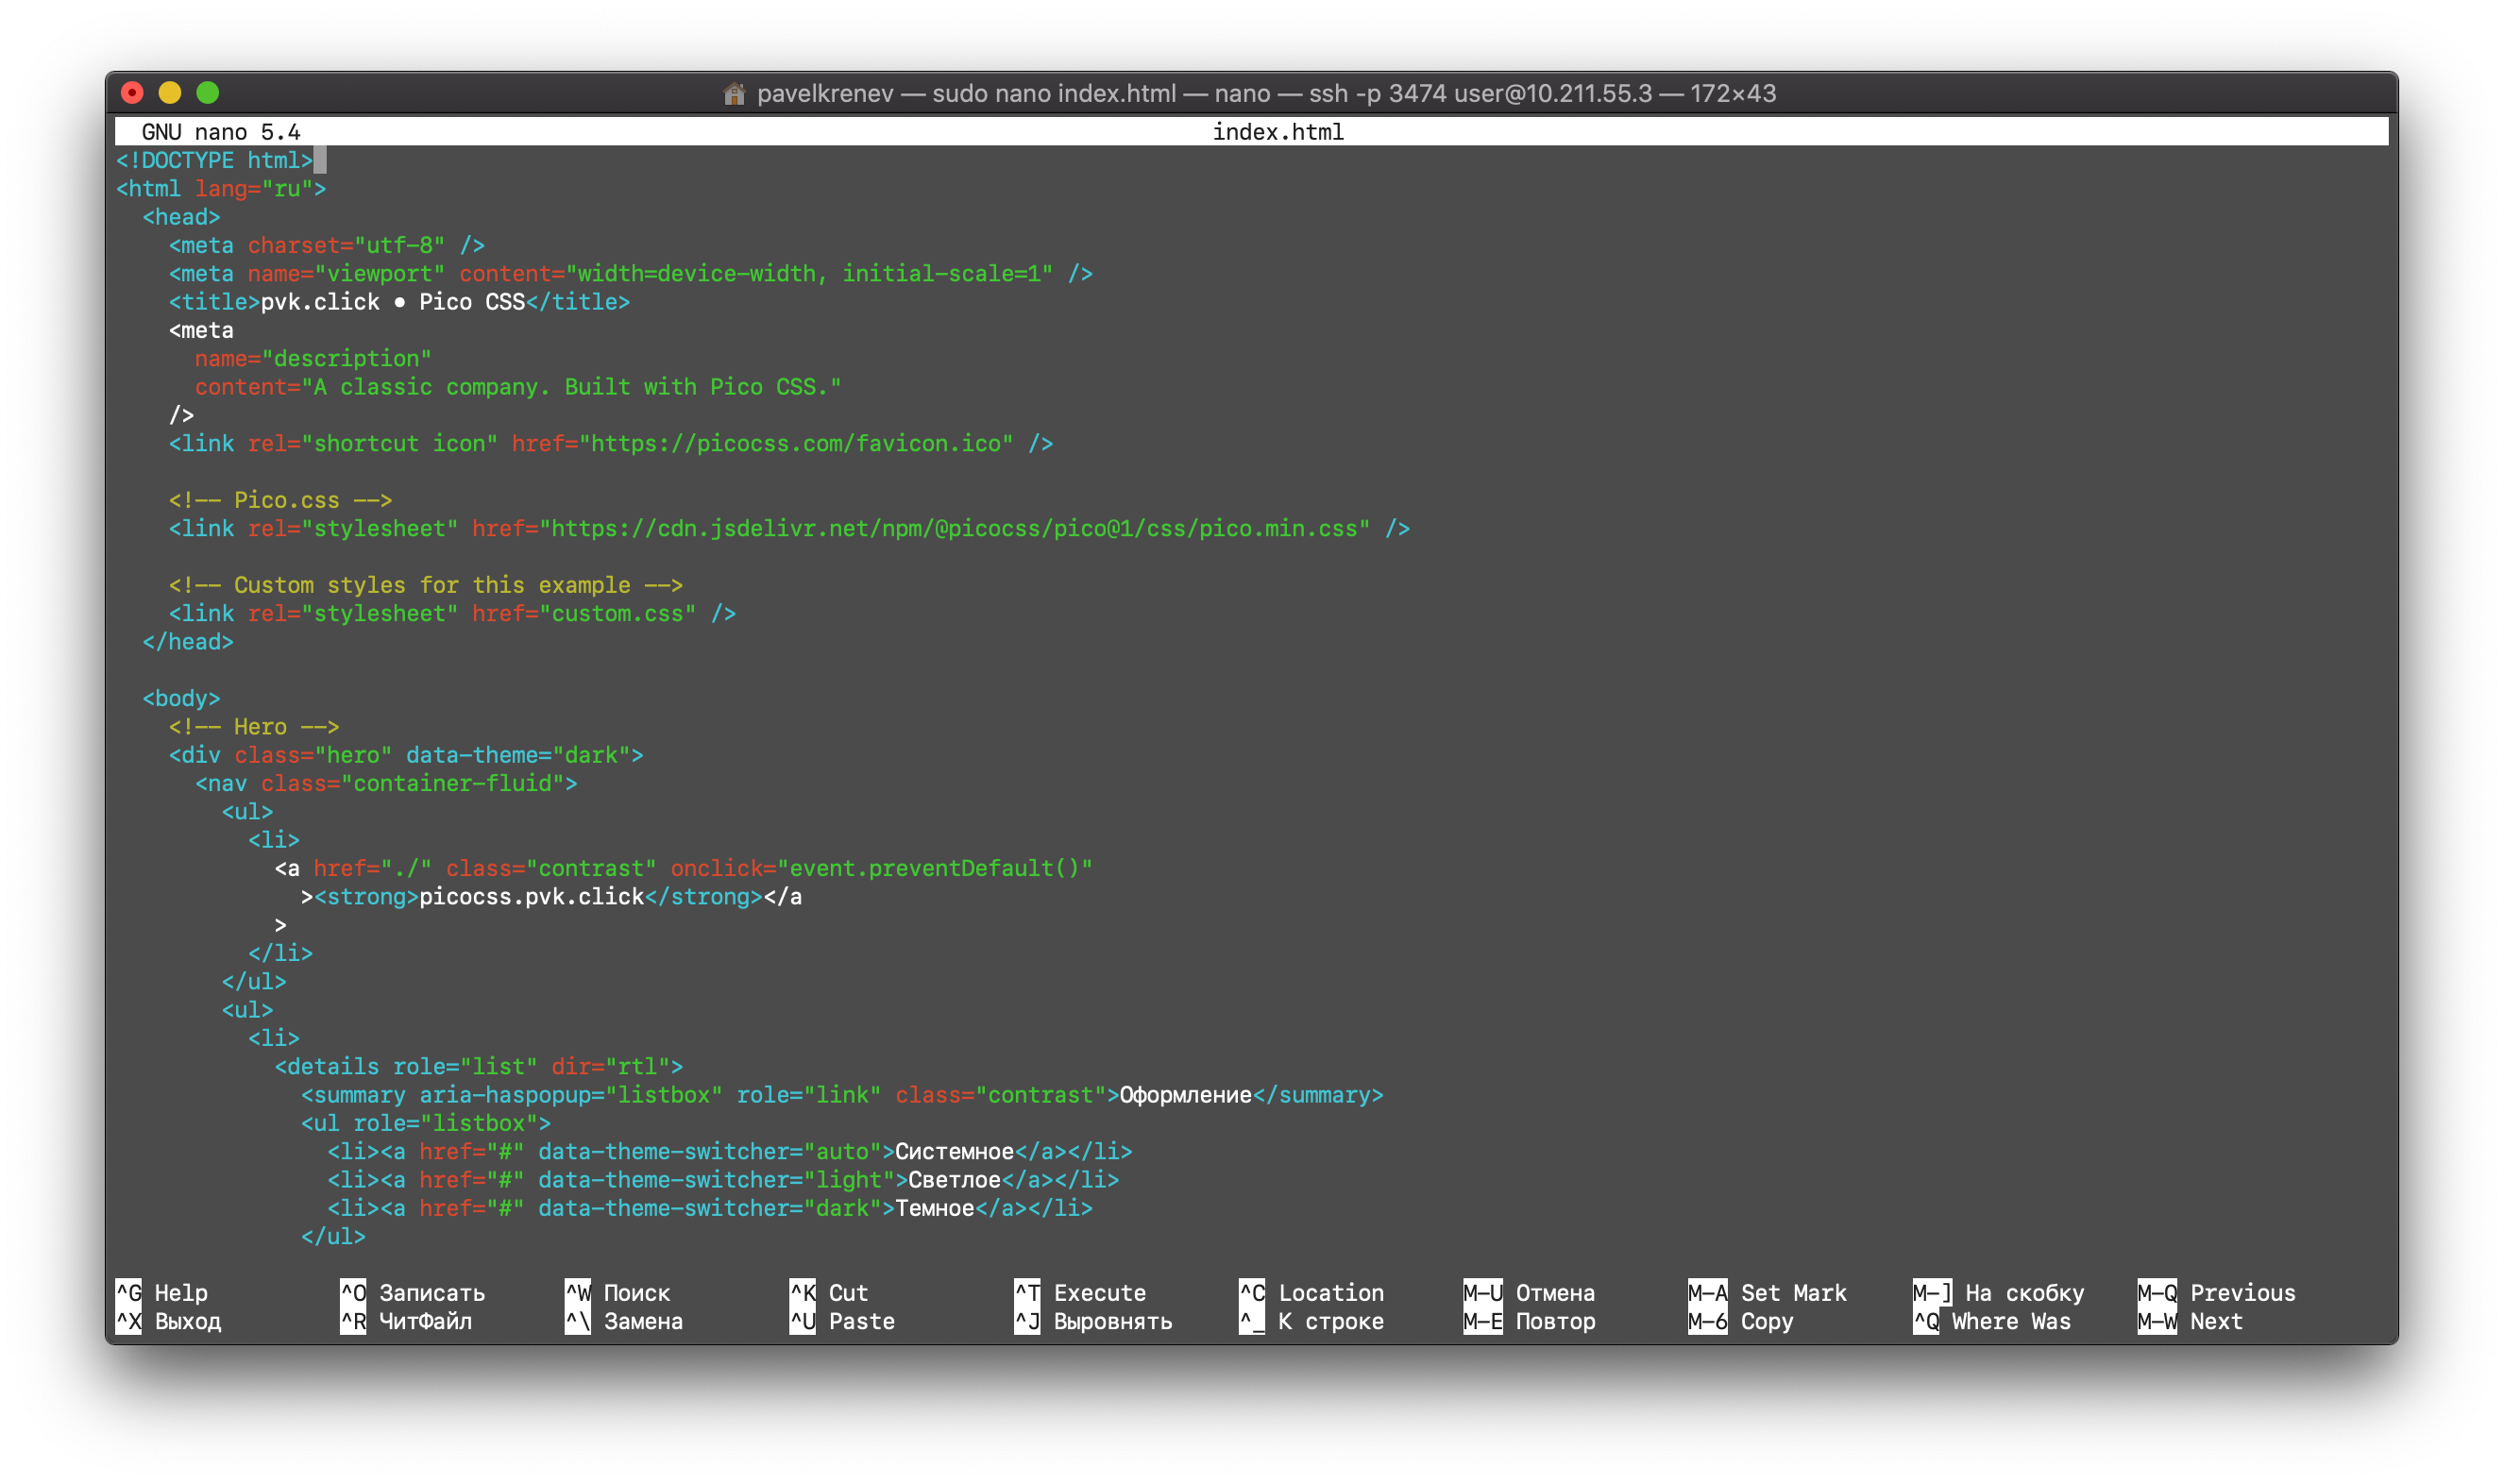 pavelkrenev — sudo nano index.html — nano — ssh -p 3474 user@10.211.55.3 — 172×43
GNU nano 5.4 index.html
<!DOCTYPE html>
<html lang="ru">
  <head>
    <meta charset="utf-8" />
    <meta name="viewport" content="width=device-width, initial-scale=1" />
    <title>pvk.click • Pico CSS</title>
    <meta
      name="description"
      content="A classic company. Built with Pico CSS."
    />
    <link rel="shortcut icon" href="https://picocss.com/favicon.ico" />

    <!-- Pico.css -->
    <link rel="stylesheet" href="https://cdn.jsdelivr.net/npm/@picocss/pico@1/css/pico.min.css" />

    <!-- Custom styles for this example -->
    <link rel="stylesheet" href="custom.css" />
  </head>

  <body>
    <!-- Hero -->
    <div class="hero" data-theme="dark">
      <nav class="container-fluid">
        <ul>
          <li>
            <a href="./" class="contrast" onclick="event.preventDefault()"
              ><strong>picocss.pvk.click</strong></a
            >
          </li>
        </ul>
        <ul>
          <li>
            <details role="list" dir="rtl">
              <summary aria-haspopup="listbox" role="link" class="contrast">Оформление</summary>
              <ul role="listbox">
                <li><a href="#" data-theme-switcher="auto">Системное</a></li>
                <li><a href="#" data-theme-switcher="light">Светлое</a></li>
                <li><a href="#" data-theme-switcher="dark">Темное</a></li>
              </ul>

^G Help ^O Записать ^W Поиск ^K Cut ^T Execute ^C Location M-U Отмена M-A Set Mark M-] На скобку M-Q Previous
^X Выход ^R ЧитФайл ^\ Замена ^U Paste ^J Выровнять ^_ К строке M-E Повтор M-6 Copy ^Q Where Was M-W Next